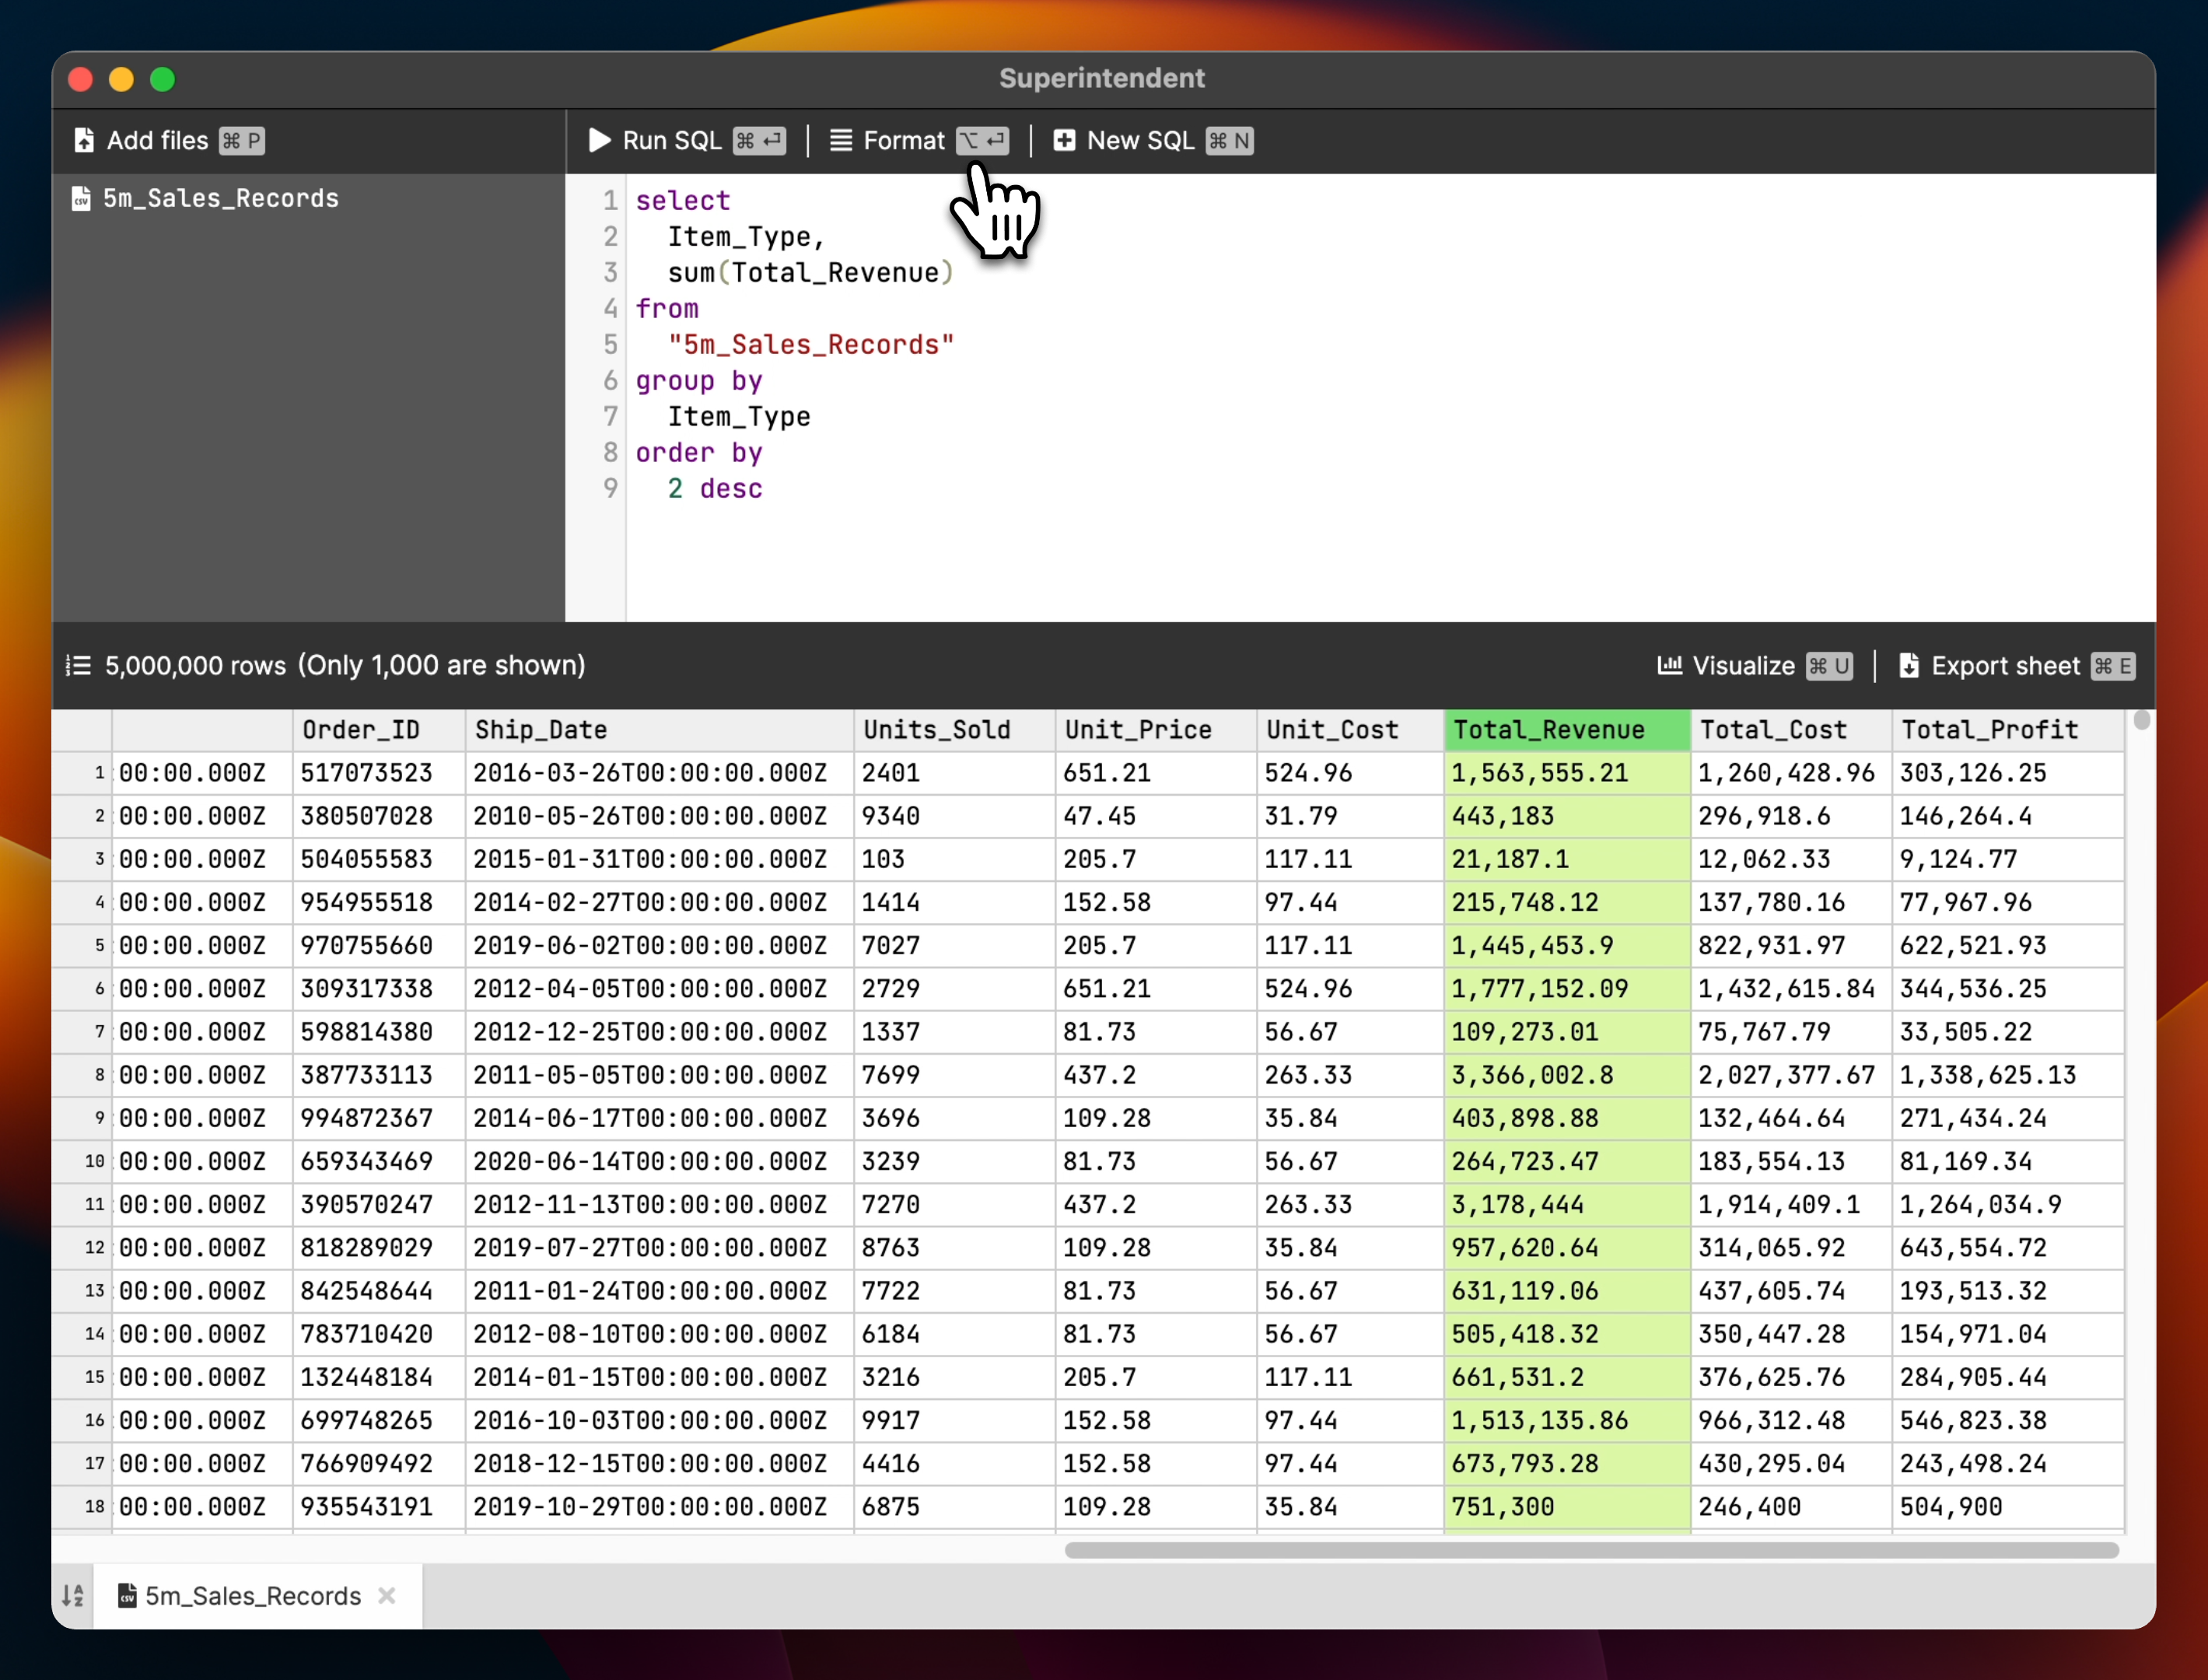 Superintendent
Add files ⌘ P
Run SQL ⌘ ↩ | Format ⌥ ↩ | New SQL ⌘ N
5m_Sales_Records
1 select
2 Item_Type,
3 sum(Total_Revenue)
4 from
5 "5m_Sales_Records"
6 group by
7 Item_Type
8 order by
9 2 desc
5,000,000 rows (Only 1,000 are shown)
Visualize ⌘ U | Export sheet ⌘ E
Order_ID Ship_Date Units_Sold Unit_Price Unit_Cost Total_Revenue Total_Cost Total_Profit
1 00:00.000Z 517073523 2016-03-26T00:00:00.000Z 2401 651.21 524.96 1,563,555.21 1,260,428.96 303,126.25
2 00:00.000Z 380507028 2010-05-26T00:00:00.000Z 9340 47.45 31.79 443,183 296,918.6 146,264.4
3 00:00.000Z 504055583 2015-01-31T00:00:00.000Z 103 205.7 117.11 21,187.1 12,062.33 9,124.77
4 00:00.000Z 954955518 2014-02-27T00:00:00.000Z 1414 152.58 97.44 215,748.12 137,780.16 77,967.96
5 00:00.000Z 970755660 2019-06-02T00:00:00.000Z 7027 205.7 117.11 1,445,453.9 822,931.97 622,521.93
6 00:00.000Z 309317338 2012-04-05T00:00:00.000Z 2729 651.21 524.96 1,777,152.09 1,432,615.84 344,536.25
7 00:00.000Z 598814380 2012-12-25T00:00:00.000Z 1337 81.73 56.67 109,273.01 75,767.79 33,505.22
8 00:00.000Z 387733113 2011-05-05T00:00:00.000Z 7699 437.2 263.33 3,366,002.8 2,027,377.67 1,338,625.13
9 00:00.000Z 994872367 2014-06-17T00:00:00.000Z 3696 109.28 35.84 403,898.88 132,464.64 271,434.24
10 00:00.000Z 659343469 2020-06-14T00:00:00.000Z 3239 81.73 56.67 264,723.47 183,554.13 81,169.34
11 00:00.000Z 390570247 2012-11-13T00:00:00.000Z 7270 437.2 263.33 3,178,444 1,914,409.1 1,264,034.9
12 00:00.000Z 818289029 2019-07-27T00:00:00.000Z 8763 109.28 35.84 957,620.64 314,065.92 643,554.72
13 00:00.000Z 842548644 2011-01-24T00:00:00.000Z 7722 81.73 56.67 631,119.06 437,605.74 193,513.32
14 00:00.000Z 783710420 2012-08-10T00:00:00.000Z 6184 81.73 56.67 505,418.32 350,447.28 154,971.04
15 00:00.000Z 132448184 2014-01-15T00:00:00.000Z 3216 205.7 117.11 661,531.2 376,625.76 284,905.44
16 00:00.000Z 699748265 2016-10-03T00:00:00.000Z 9917 152.58 97.44 1,513,135.86 966,312.48 546,823.38
17 00:00.000Z 766909492 2018-12-15T00:00:00.000Z 4416 152.58 97.44 673,793.28 430,295.04 243,498.24
18 00:00.000Z 935543191 2019-10-29T00:00:00.000Z 6875 109.28 35.84 751,300 246,400 504,900
5m_Sales_Records